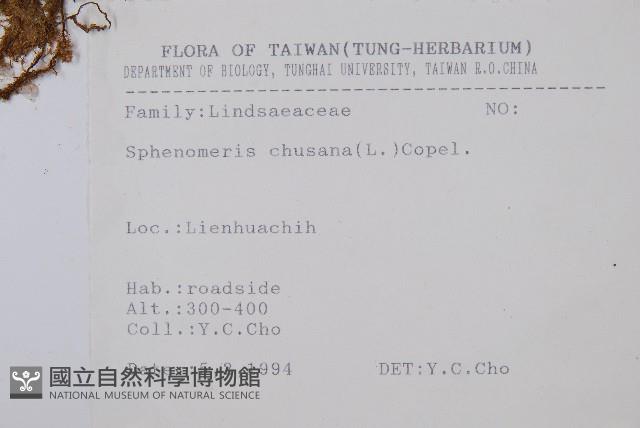 FLORA OF TAIWAN(TUNG-HERBARIUM)
DEPARTMENT OF BIOLOGY, TUNGHAI UNIVERSITY, TAIWAN R.O.CHINA
Family:Lindsaeaceae NO:
Sphenomeris chusana(L.)Copel.
Loc.:Lienhuachih
Hab.:roadside
Alt.:300-400
Coll.:Y.C.Cho
1994 DET:Y.C.Cho
國立自然科學博物館
NATIONAL MUSEUM OF NATURAL SCIENCE